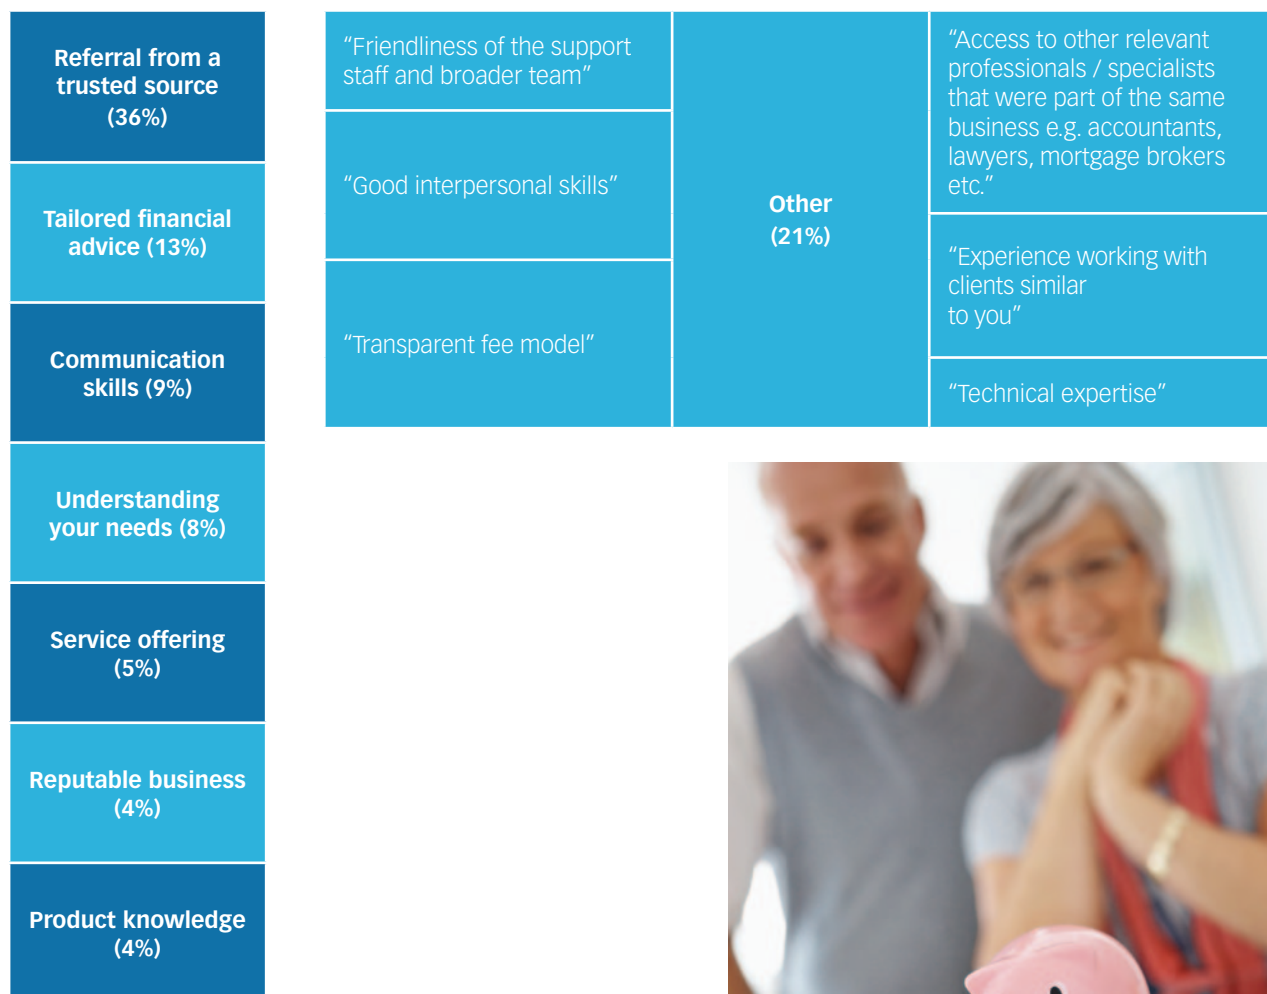 Referral from a
trusted source
(36%)
Tailored financial
advice (13%)
Communication
skills (9%)
Understanding
your needs (8%)
Service offering
(5%)
Reputable business
(4%)
Product knowledge
(4%)
“Friendliness of the support
staff and broader team”
“Good interpersonal skills”
“Transparent fee model”
Other
(21%)
“Access to other relevant
professionals / specialists
that were part of the same
business e.g. accountants,
lawyers, mortgage brokers
etc.”
“Experience working with
clients similar
to you”
“Technical expertise”